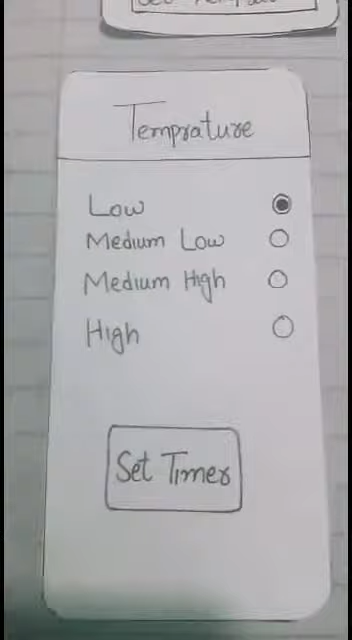 Temprature
Low
Medium Low
Medium High
High
Set Timer